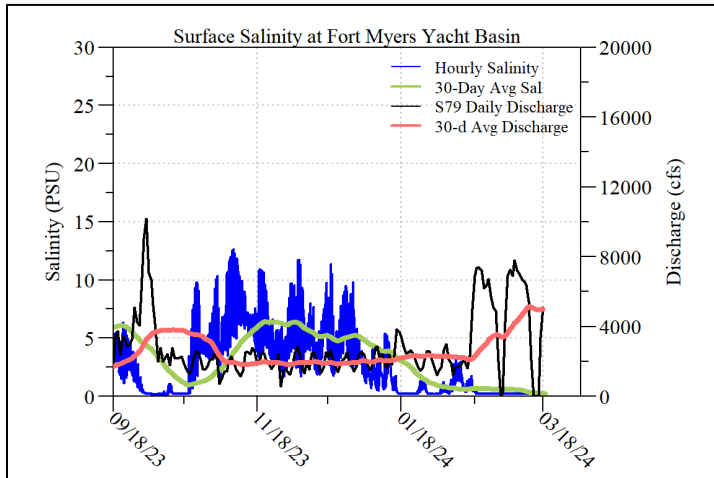 Surface Salinity at Fort Myers Yacht Basin
Hourly Salinity
30-Day Avg Sal
S79 Daily Discharge
30-d Avg Discharge
Salinity (PSU)
30
25
20
15
10
5
0
Discharge (cfs)
20000
16000
12000
8000
4000
0
09/18/23
11/18/23
01/18/24
03/18/24